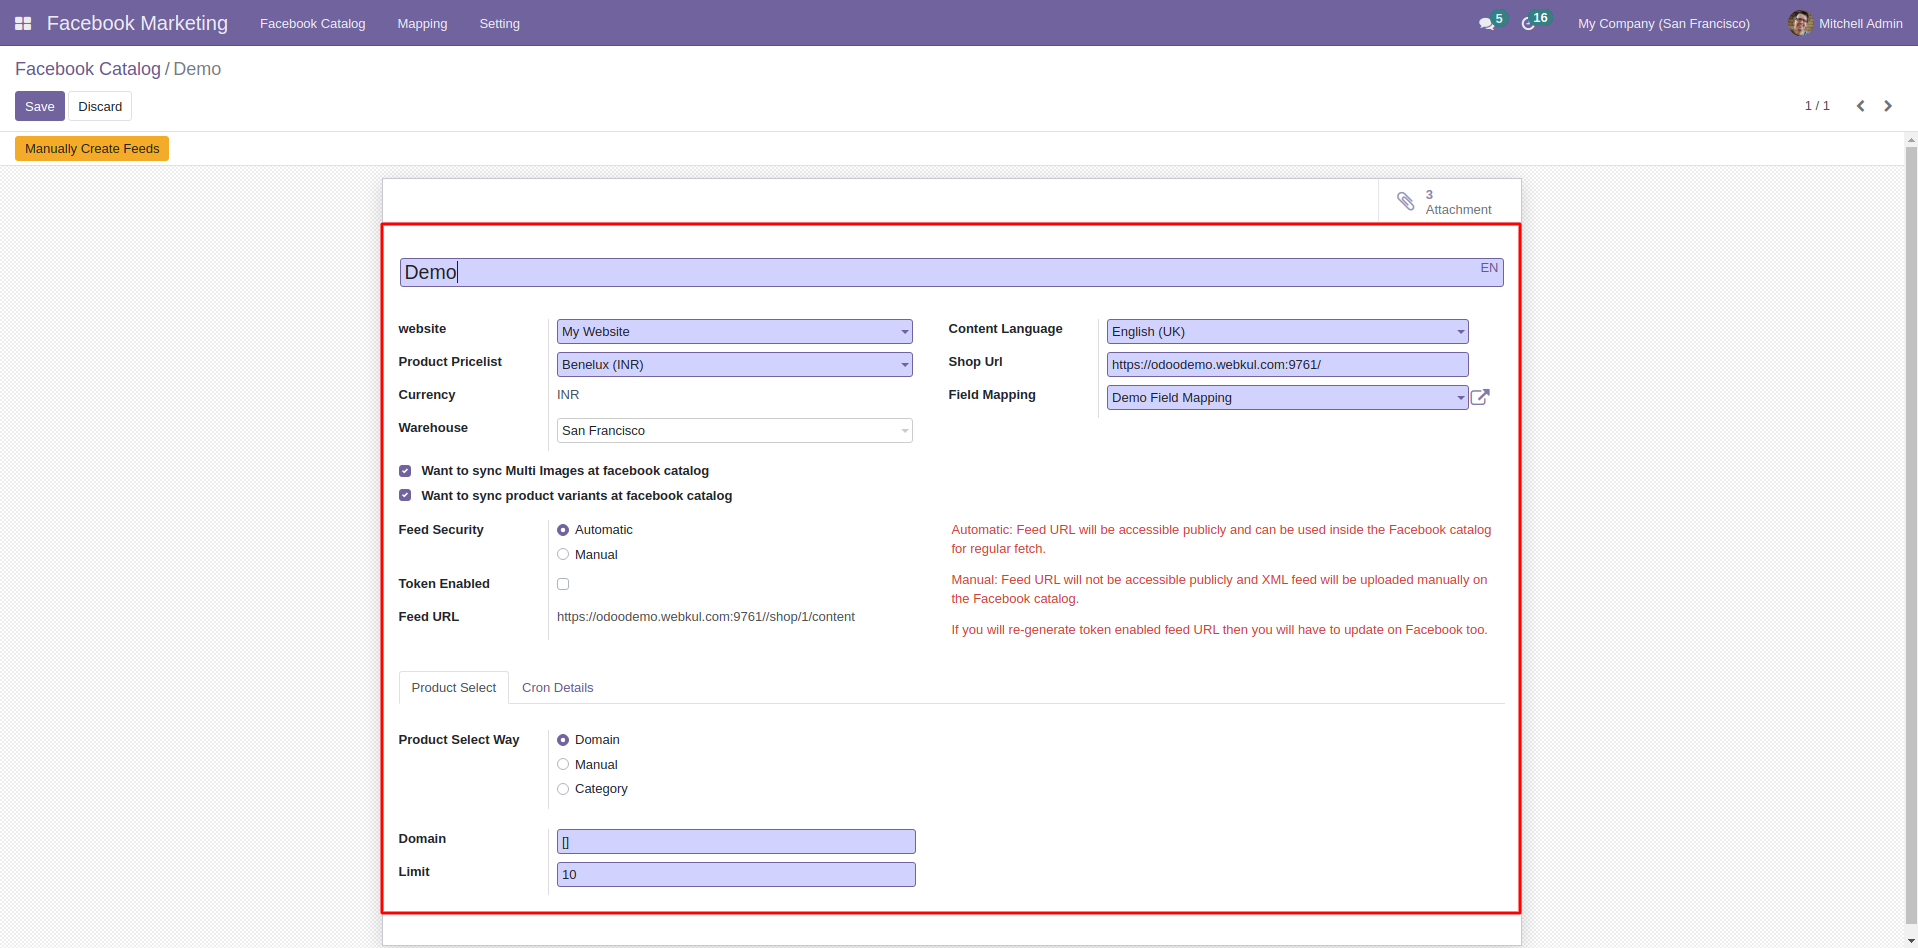 Facebook Marketing Facebook Catalog Mapping Setting 5 16 My Company (San Francisco) Mitchell Admin
Facebook Catalog / Demo
Save Discard 1 / 1
Manually Create Feeds
3
Attachment
Demo EN
website My Website Content Language English (UK)
Product Pricelist Benelux (INR) Shop Url https://odoodemo.webkul.com:9761/
Currency INR Field Mapping Demo Field Mapping
Warehouse San Francisco
Want to sync Multi Images at facebook catalog
Want to sync product variants at facebook catalog
Feed Security Automatic
Manual
Token Enabled
Feed URL https://odoodemo.webkul.com:9761//shop/1/content
Automatic: Feed URL will be accessible publicly and can be used inside the Facebook catalog
for regular fetch.
Manual: Feed URL will not be accessible publicly and XML feed will be uploaded manually on
the Facebook catalog.
If you will re-generate token enabled feed URL then you will have to update on Facebook too.
Product Select Cron Details
Product Select Way Domain
Manual
Category
Domain []
Limit 10